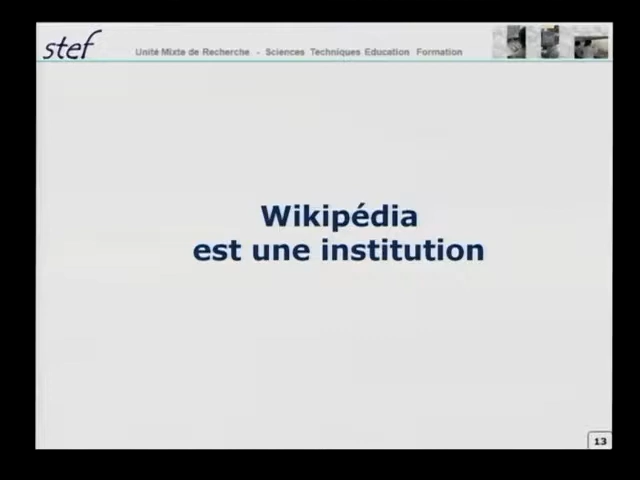 stef
Unité Mixte de Recherche - Sciences Techniques Education Formation
Wikipédia
est une institution
13